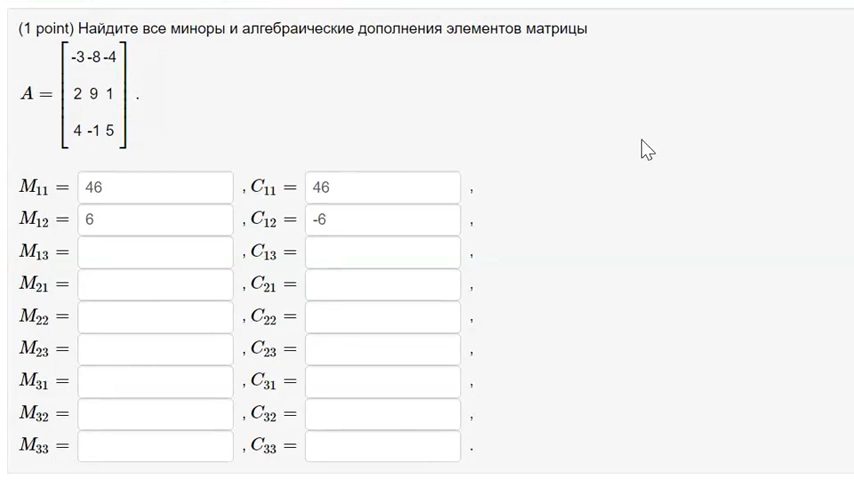 (1 point) Найдите все миноры и алгебраические дополнения элементов матрицы
-3 -8 -4
A = 2 9 1 .
4 -1 5
M11 = 46 , C11 = 46 ,
M12 = 6 , C12 = -6 ,
M13 = , C13 = ,
M21 = , C21 = ,
M22 = , C22 = ,
M23 = , C23 = ,
M31 = , C31 = ,
M32 = , C32 = ,
M33 = , C33 = .